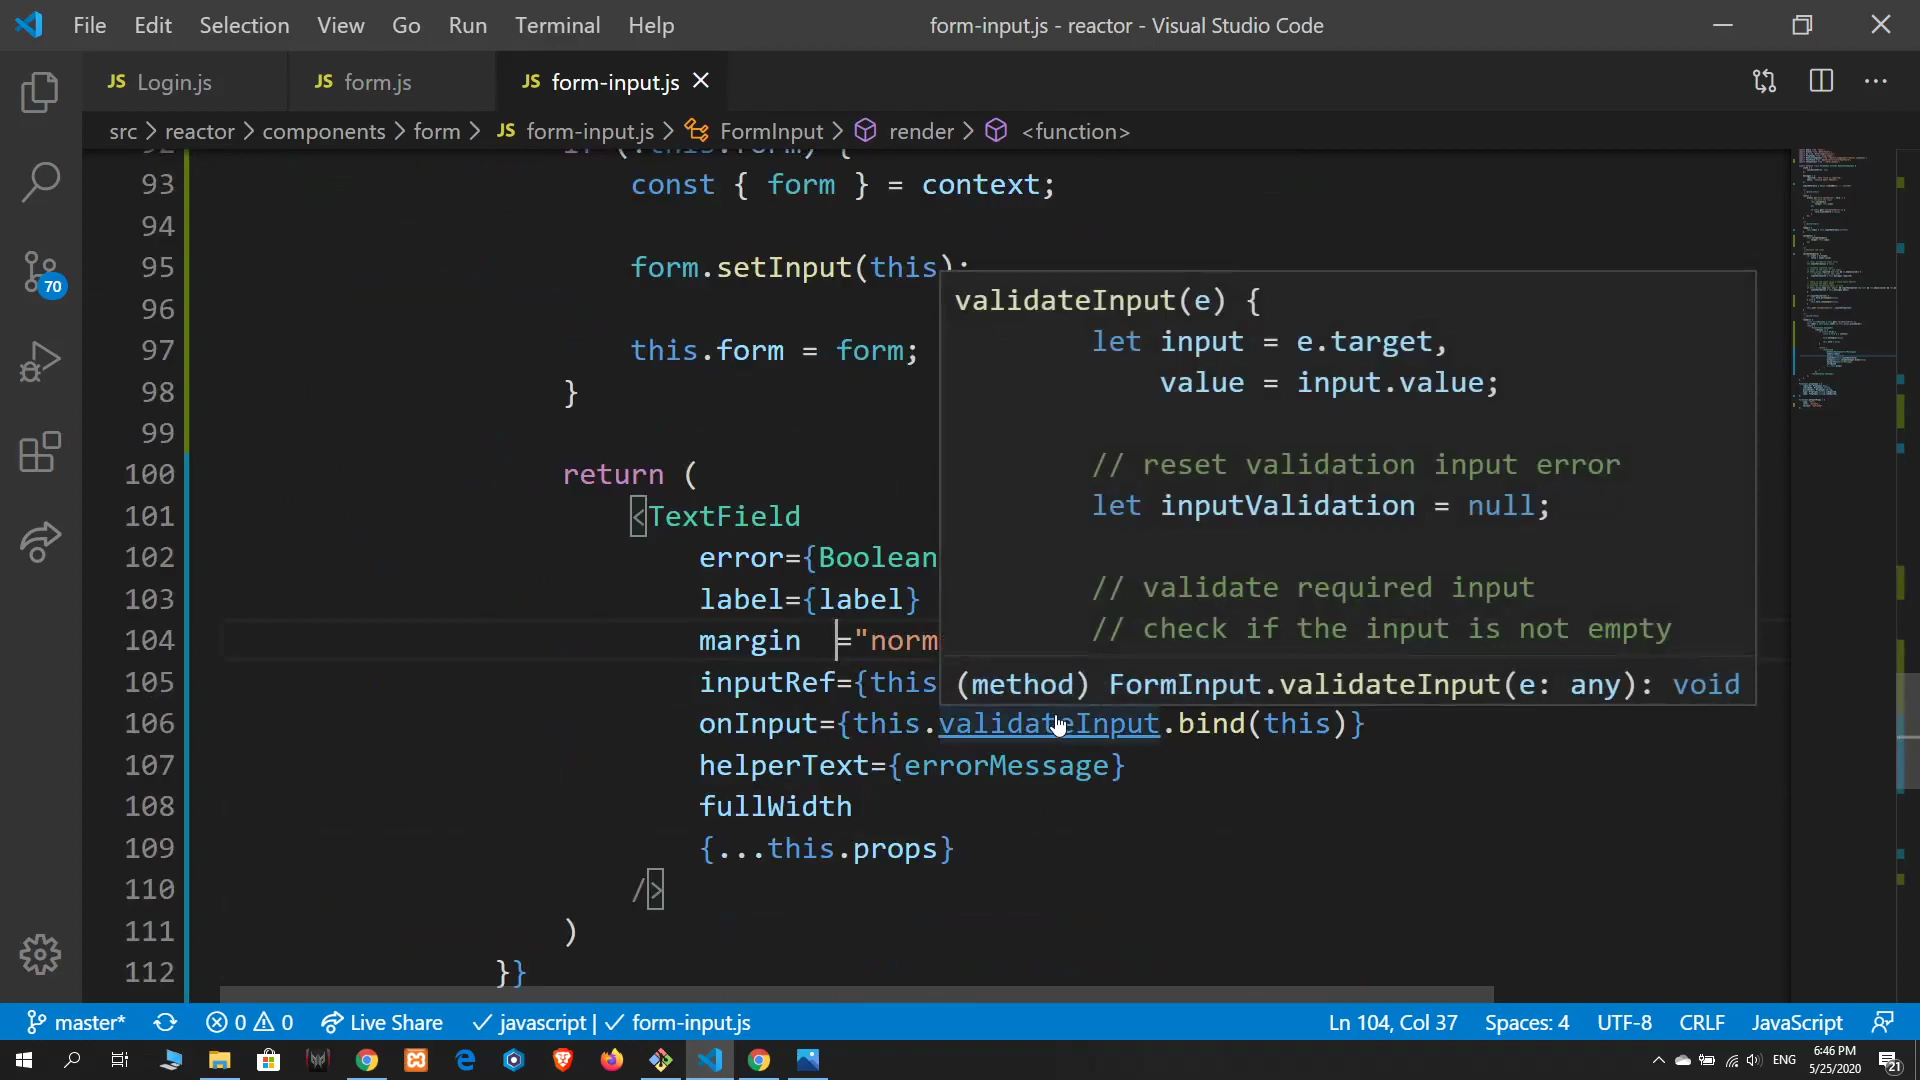 File Edit Selection View Go Run Terminal Help form-input.js - reactor - Visual Studio Code
JS Login.js JS form.js JS form-input.js
src > reactor > components > form > JS form-input.js > FormInput > render > <function>
93 const { form } = context;
94
95 form.setInput(this);
96
97 this.form = form;
98 }
99
100 return (
101 <TextField
102 error={Boolean
103 label={label}
104 margin  ="norm
105 inputRef={this
106 onInput={this.validateInput.bind(this)}
107 helperText={errorMessage}
108 fullWidth
109 {...this.props}
110 />
111 )
112 }}
validateInput(e) {
let input = e.target,
value = input.value;
// reset validation input error
let inputValidation = null;
// validate required input
// check if the input is not empty
(method) FormInput.validateInput(e: any): void
70
master* 0 0 Live Share ✓ javascript | ✓ form-input.js Ln 104, Col 37 Spaces: 4 UTF-8 CRLF JavaScript
ENG 6:46 PM
5/25/2020 21